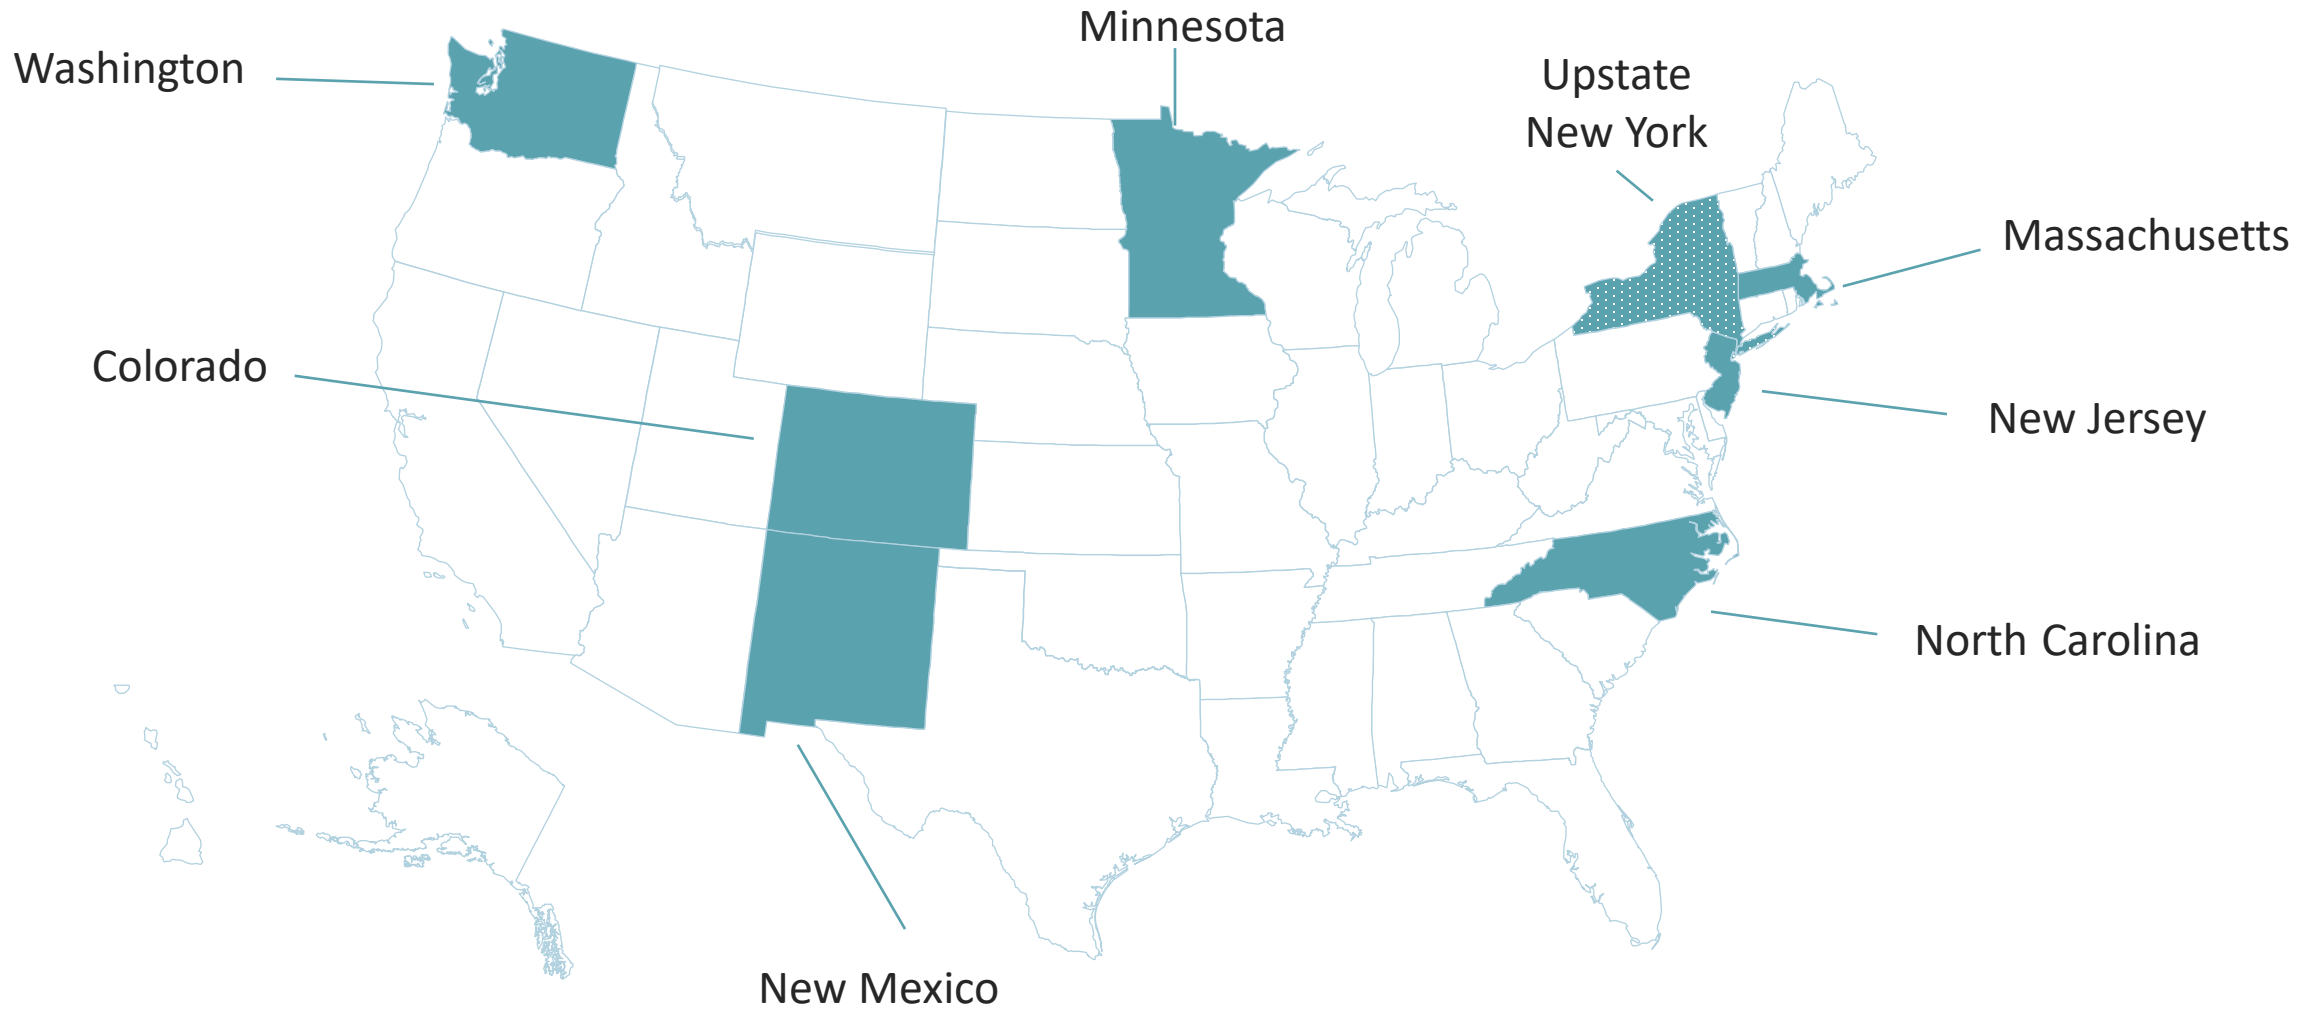 Minnesota
Washington
Upstate
New York
Massachusetts
Colorado
New Jersey
North Carolina
New Mexico